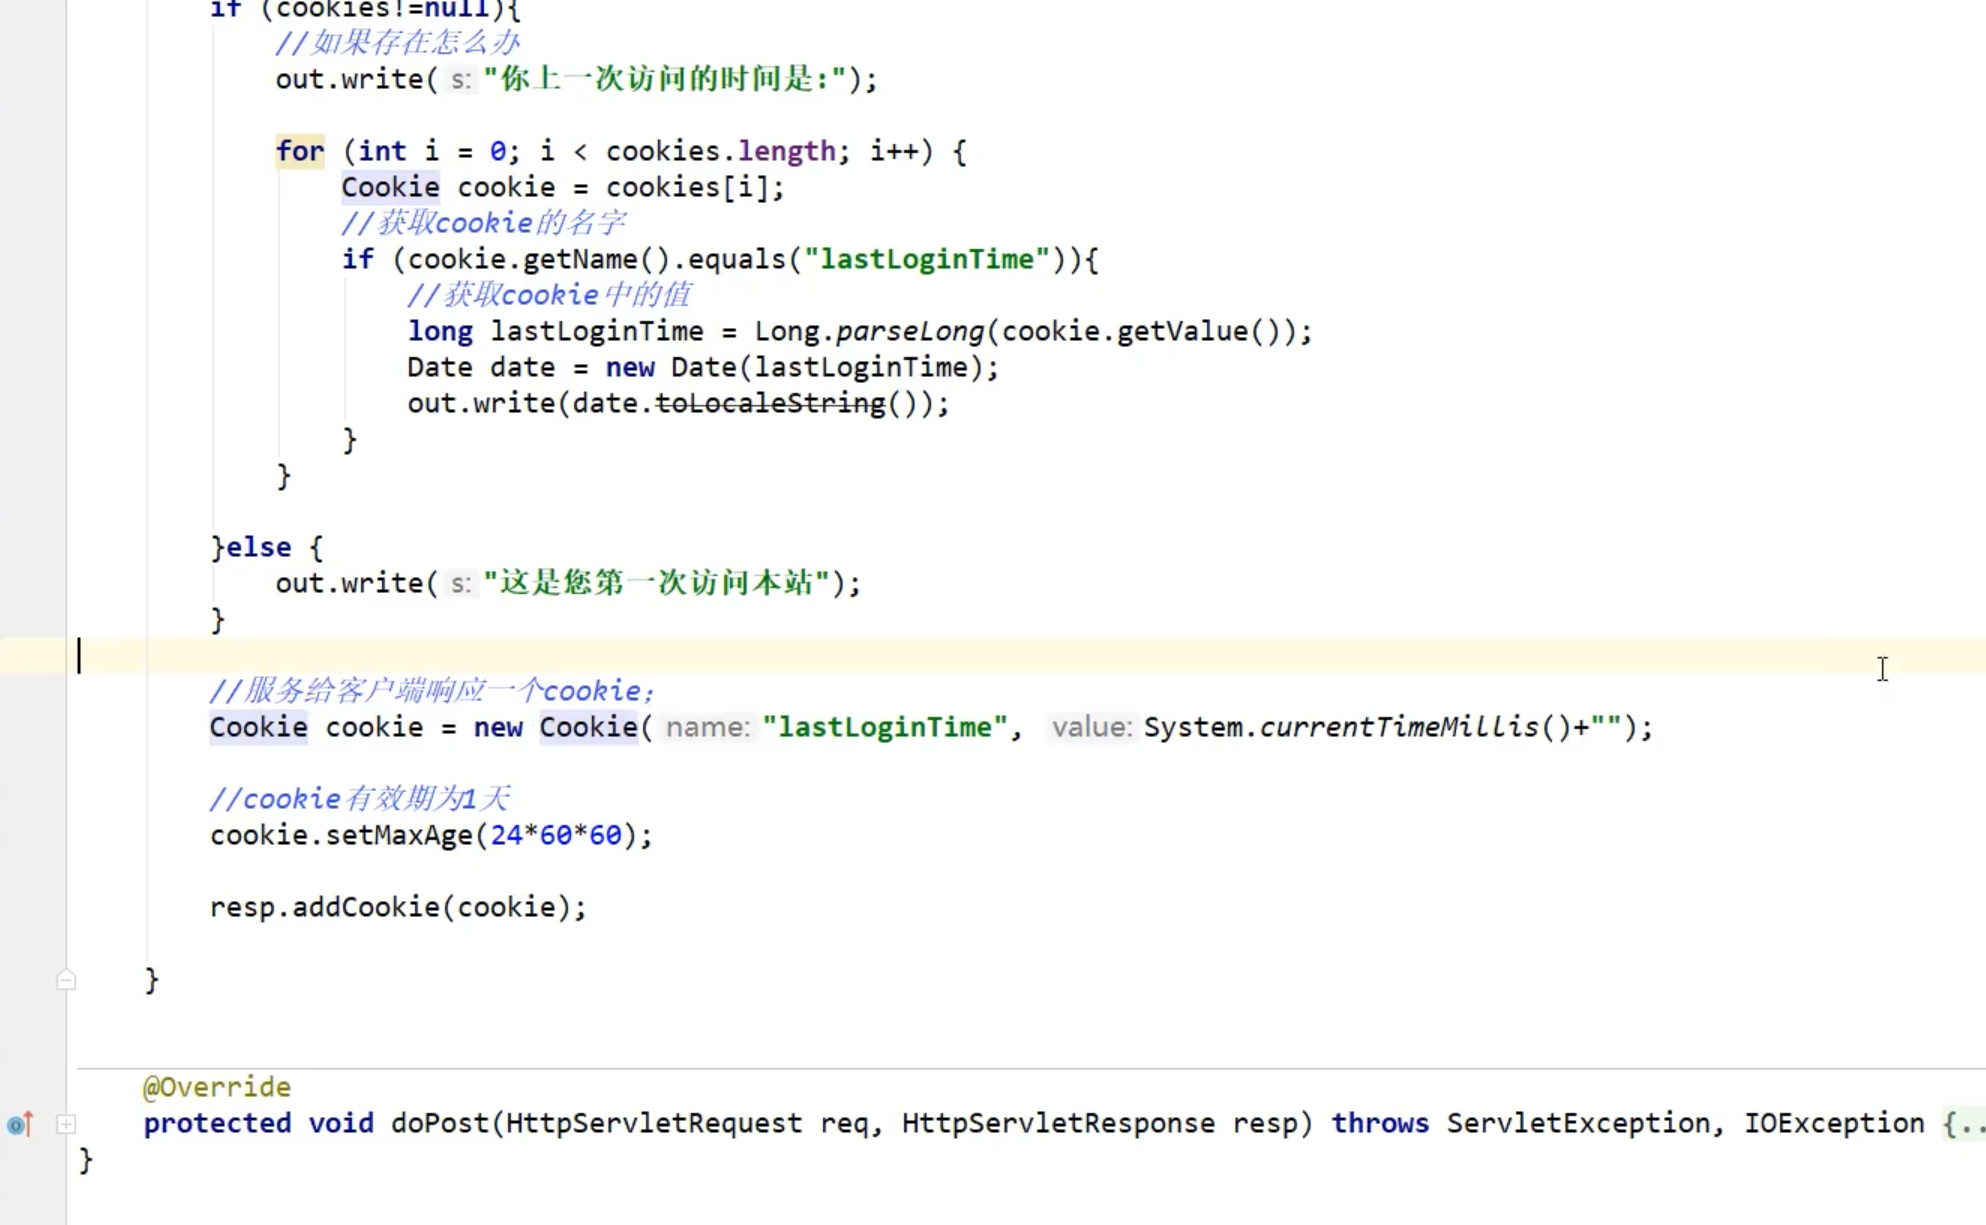 if (cookies!=null){
//如果存在怎么办
out.write( s: "你上一次访问的时间是:");
for (int i = 0; i < cookies.length; i++) {
Cookie cookie = cookies[i];
//获取cookie的名字
if (cookie.getName().equals("lastLoginTime")){
//获取cookie中的值
long lastLoginTime = Long.parseLong(cookie.getValue());
Date date = new Date(lastLoginTime);
out.write(date.toLocaleString());
}
}
}else {
out.write( s: "这是您第一次访问本站");
}
//服务给客户端响应一个cookie;
Cookie cookie = new Cookie( name: "lastLoginTime", value: System.currentTimeMillis()+"");
//cookie有效期为1天
cookie.setMaxAge(24*60*60);
resp.addCookie(cookie);
}
@Override
protected void doPost(HttpServletRequest req, HttpServletResponse resp) throws ServletException, IOException {..
}